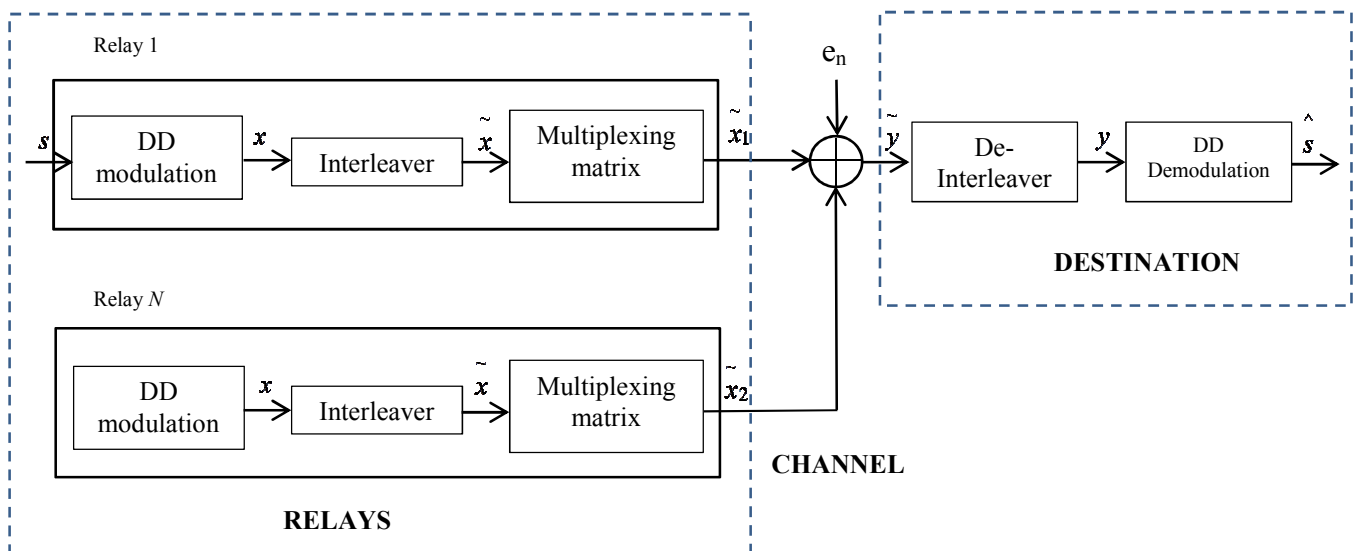 Relay 1
s
DD
modulation
x
Interleaver
x̃
Multiplexing
matrix
x̃₁
eₙ
ỹ
De-
Interleaver
y
DD
Demodulation
ŝ
DESTINATION
Relay N
DD
modulation
x
Interleaver
x̃
Multiplexing
matrix
x̃₂
CHANNEL
RELAYS